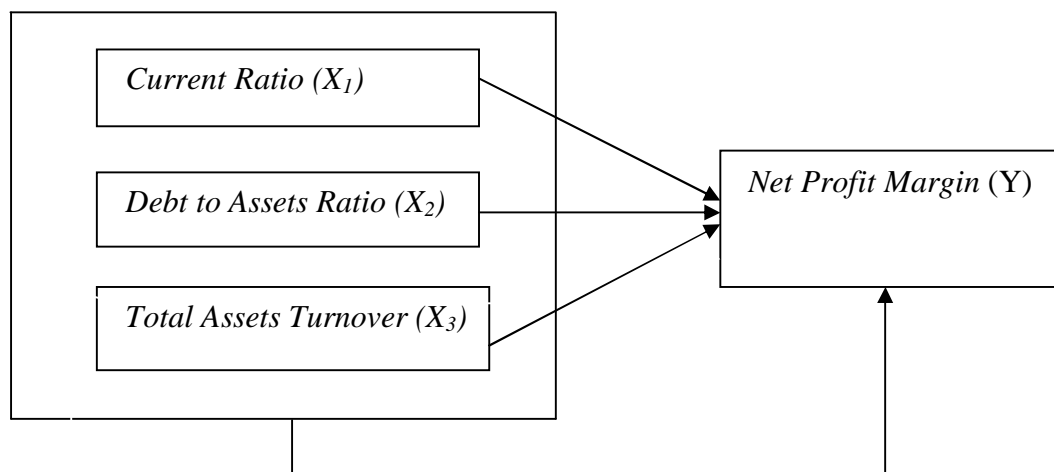 Current Ratio (X1)
Debt to Assets Ratio (X2)
Total Assets Turnover (X3)
Net Profit Margin (Y)